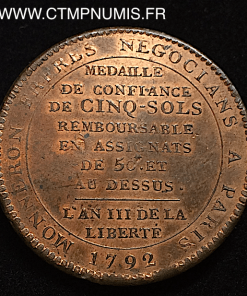 WWW.CTMPNUMIS.FR
MONNERON FRERES NEGOCIANS A PARIS
MEDAILLE
DE CONFIANCE
DE CINQ-SOLS
REMBOURSABLE
EN ASSIGNATS
DE 50# ET
AU DESSUS.
L'AN III DE LA
LIBERTÉ
1792